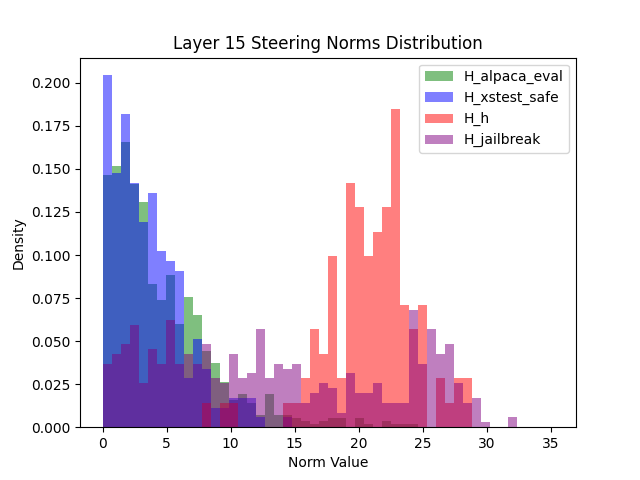 Layer 15 Steering Norms Distribution
H_alpaca_eval
H_xstest_safe
H_h
H_jailbreak
0.200
0.175
0.150
0.125
0.100
0.075
0.050
0.025
0.000
Density
0 5 10 15 20 25 30 35
Norm Value